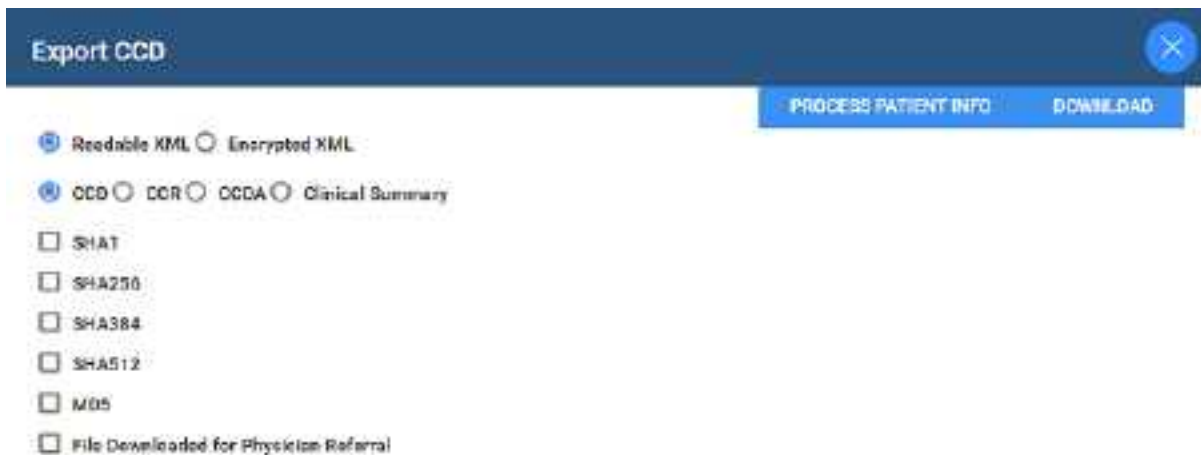 Export CCD
PROCESS PATIENT INFO DOWNLOAD
Readable XML Encrypted XML
CCD CCR CCDA Clinical Summary
SHA1
SHA256
SHA384
SHA512
MD5
File Downloaded for Physician Referral